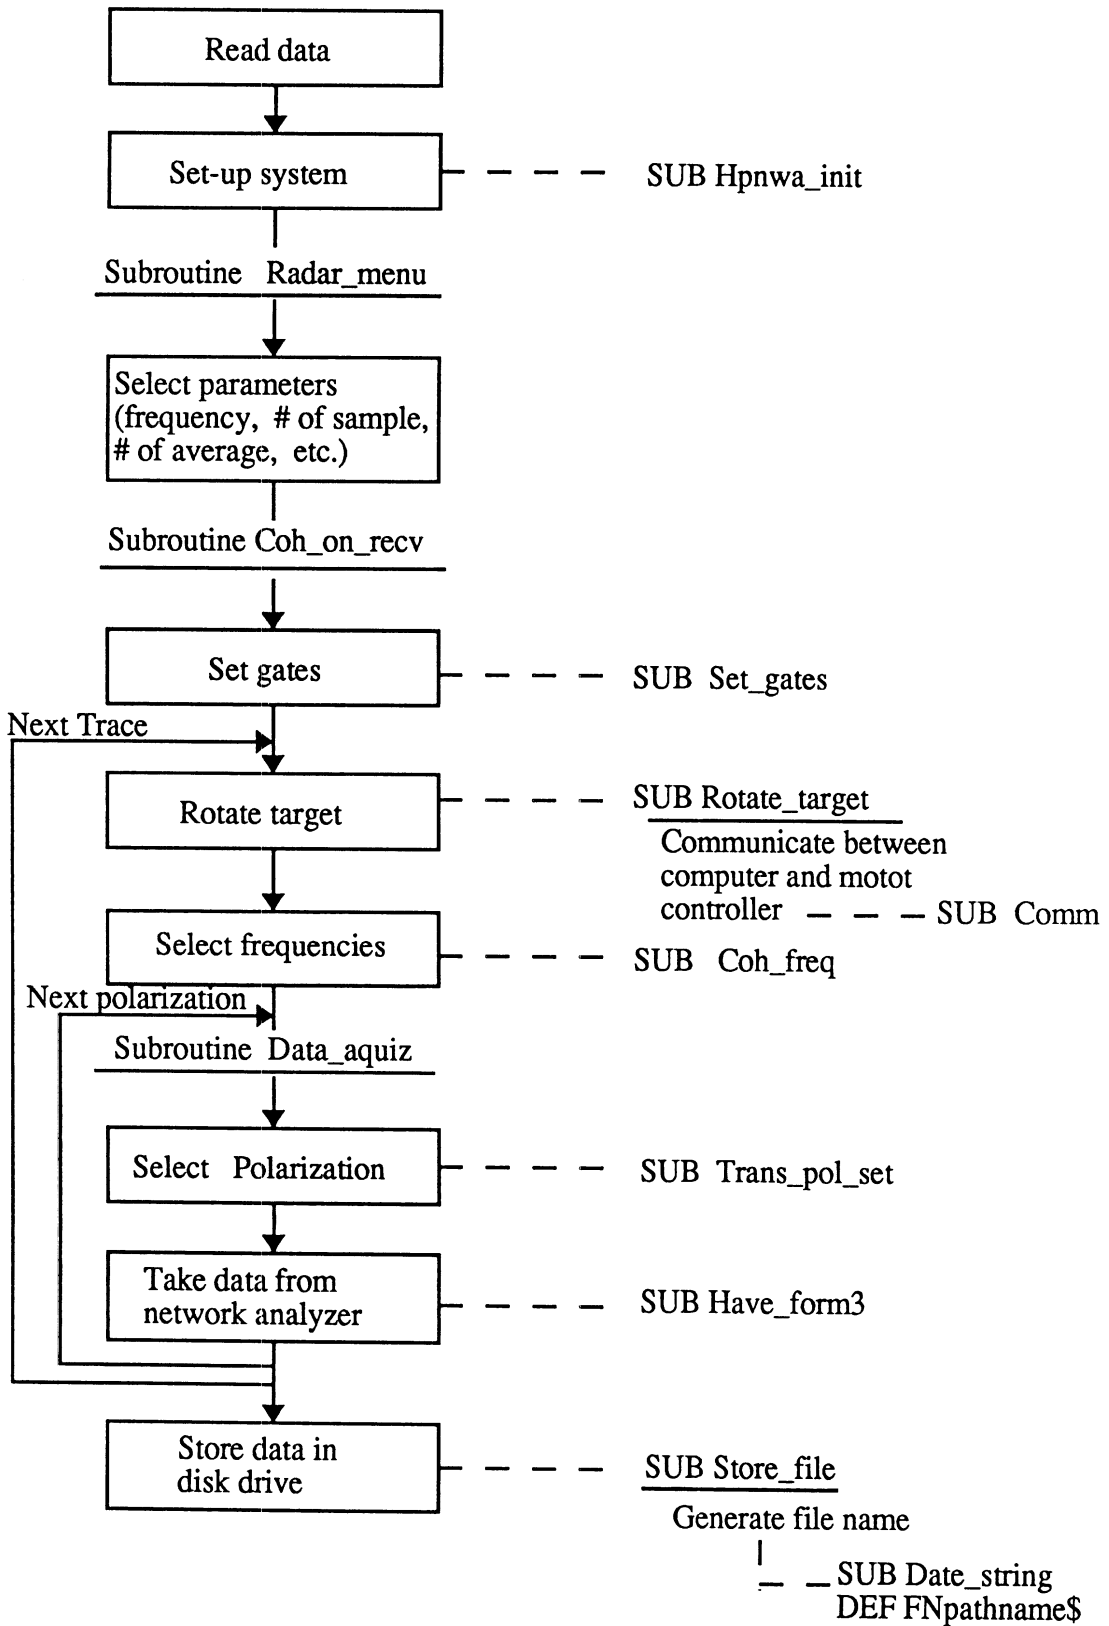 Read data
Set-up system
SUB Hpnwa_init
Subroutine Radar_menu
Select parameters
(frequency, # of sample,
# of average, etc.)
Subroutine Coh_on_recv
Set gates
SUB Set_gates
Next Trace
Rotate target
SUB Rotate_target
Communicate between
computer and motot
controller
SUB Comm
Select frequencies
SUB Coh_freq
Next polarization
Subroutine Data_aquiz
Select Polarization
SUB Trans_pol_set
Take data from
network analyzer
SUB Have_form3
Store data in
disk drive
SUB Store_file
Generate file name
SUB Date_string
DEF FNpathname$